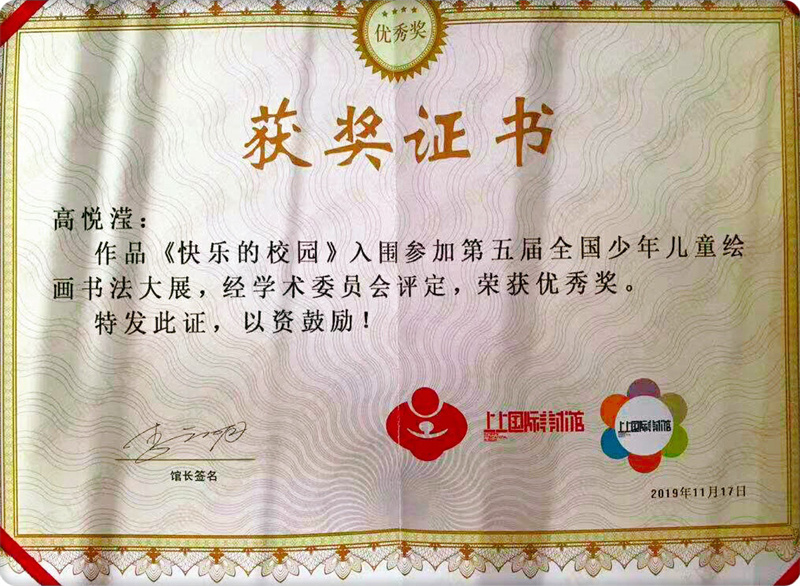 优秀奖
获奖证书
高悦滢：
作品《快乐的校园》入围参加第五届全国少年儿童绘
画书法大展，经学术委员会评定，荣获优秀奖。
特发此证，以资鼓励！
上上国际美术馆
上上国际美术馆
馆长签名
2019年11月17日